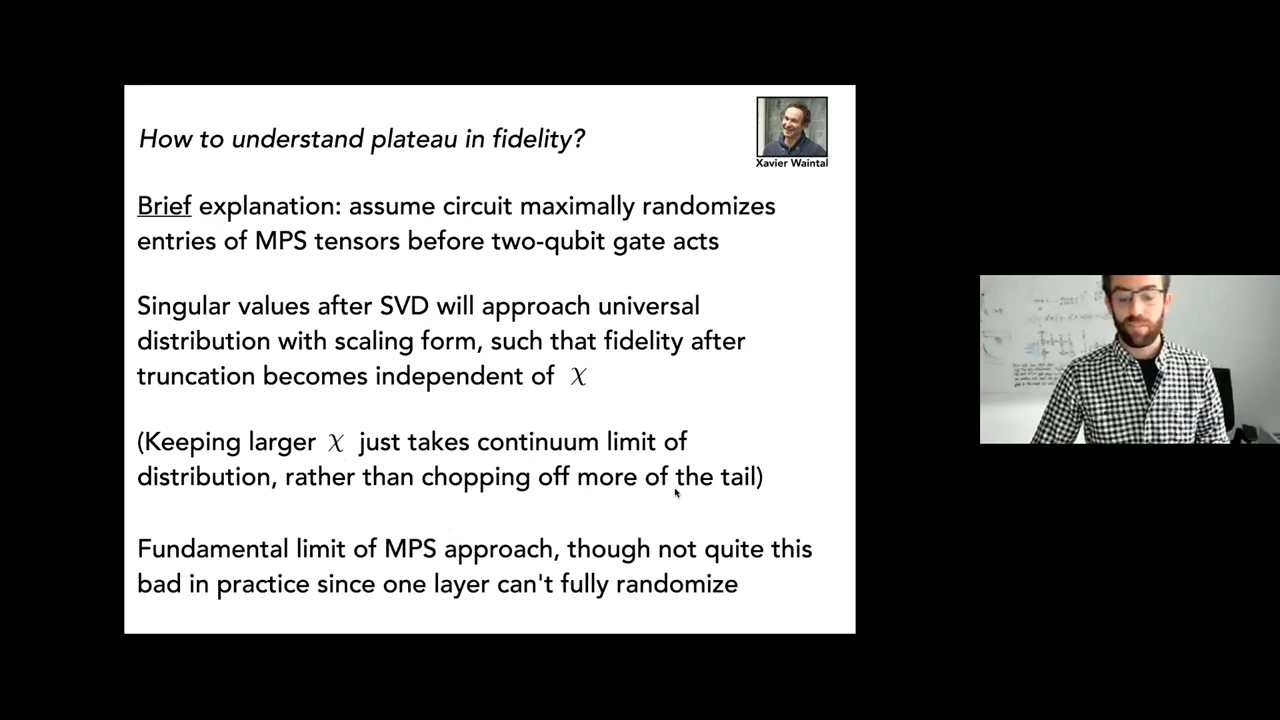 How to understand plateau in fidelity?
Xavier Waintal
Brief explanation: assume circuit maximally randomizes
entries of MPS tensors before two-qubit gate acts
Singular values after SVD will approach universal
distribution with scaling form, such that fidelity after
truncation becomes independent of χ
(Keeping larger χ just takes continuum limit of
distribution, rather than chopping off more of the tail)
Fundamental limit of MPS approach, though not quite this
bad in practice since one layer can't fully randomize